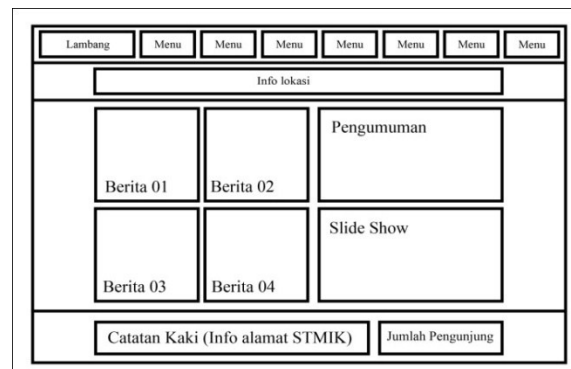 Lambang Menu Menu Menu Menu Menu Menu Menu
Info lokasi
Pengumuman
Berita 01 Berita 02
Slide Show
Berita 03 Berita 04
Catatan Kaki (Info alamat STMIK) Jumlah Pengunjung